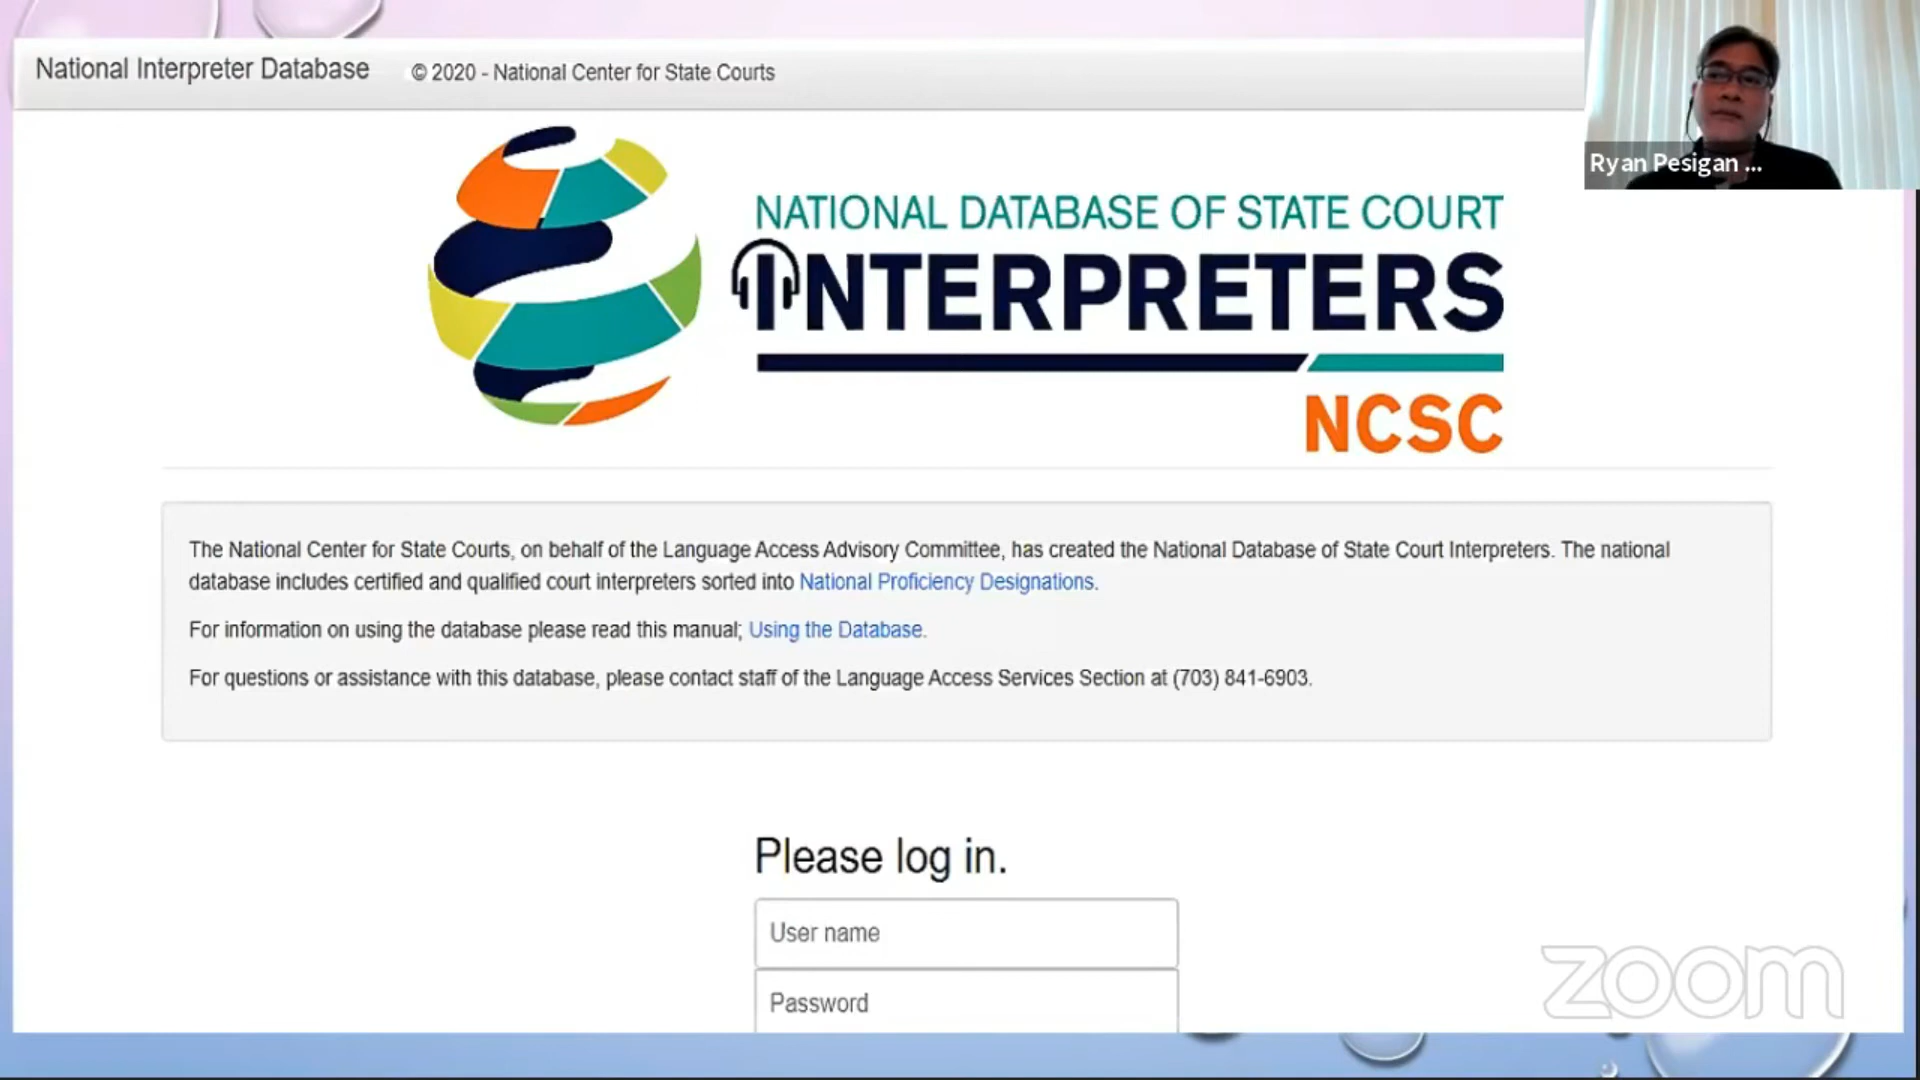 National Interpreter Database © 2020 - National Center for State Courts
Ryan Pesigan ...
NATIONAL DATABASE OF STATE COURT
INTERPRETERS
NCSC
The National Center for State Courts, on behalf of the Language Access Advisory Committee, has created the National Database of State Court Interpreters. The national
database includes certified and qualified court interpreters sorted into National Proficiency Designations.
For information on using the database please read this manual; Using the Database.
For questions or assistance with this database, please contact staff of the Language Access Services Section at (703) 841-6903.
Please log in.
User name
Password
zoom